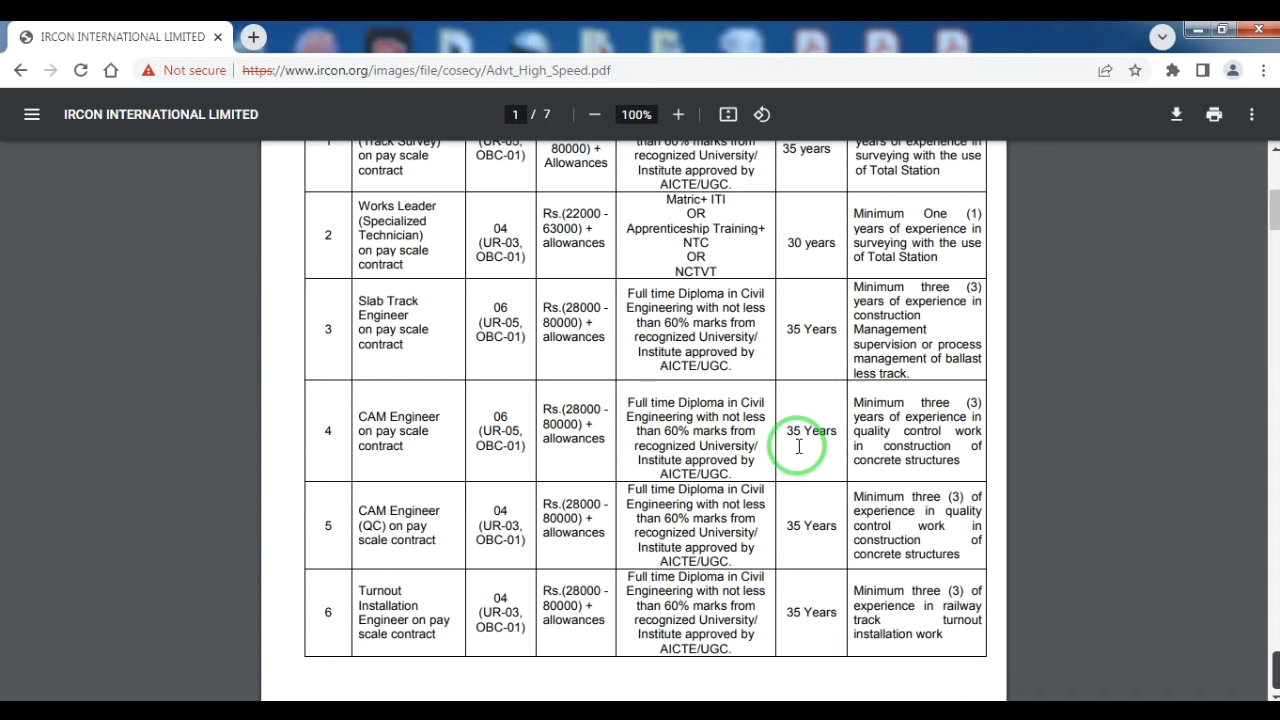 IRCON INTERNATIONAL LIMITED
Not secure
https://www.ircon.org/images/file/cosecy/Advt_High_Speed.pdf
IRCON INTERNATIONAL LIMITED
1 / 7
100%
1
(Track Survey)
on pay scale
contract
(UR-05,
OBC-01)
80000) +
Allowances
than 60% marks from
recognized University/
Institute approved by
AICTE/UGC.
35 years
years of experience in
surveying with the use
of Total Station
2
Works Leader
(Specialized
Technician)
on pay scale
contract
04
(UR-03,
OBC-01)
Rs.(22000 -
63000) +
allowances
Matric+ ITI
OR
Apprenticeship Training+
NTC
OR
NCTVT
30 years
Minimum One (1)
years of experience in
surveying with the use
of Total Station
3
Slab Track
Engineer
on pay scale
contract
06
(UR-05,
OBC-01)
Rs.(28000 -
80000) +
allowances
Full time Diploma in Civil
Engineering with not less
than 60% marks from
recognized University/
Institute approved by
AICTE/UGC.
35 Years
Minimum three (3)
years of experience in
construction
Management
supervision or process
management of ballast
less track.
4
CAM Engineer
on pay scale
contract
06
(UR-05,
OBC-01)
Rs.(28000 -
80000) +
allowances
Full time Diploma in Civil
Engineering with not less
than 60% marks from
recognized University/
Institute approved by
AICTE/UGC.
35 Years
Minimum three (3)
years of experience in
quality control work
in construction of
concrete structures
5
CAM Engineer
(QC) on pay
scale contract
04
(UR-03,
OBC-01)
Rs.(28000 -
80000) +
allowances
Full time Diploma in Civil
Engineering with not less
than 60% marks from
recognized University/
Institute approved by
AICTE/UGC.
35 Years
Minimum three (3) of
experience in quality
control work in
construction of
concrete structures
6
Turnout
Installation
Engineer on pay
scale contract
04
(UR-03,
OBC-01)
Rs.(28000 -
80000) +
allowances
Full time Diploma in Civil
Engineering with not less
than 60% marks from
recognized University/
Institute approved by
AICTE/UGC.
35 Years
Minimum three (3) of
experience in railway
track turnout
installation work